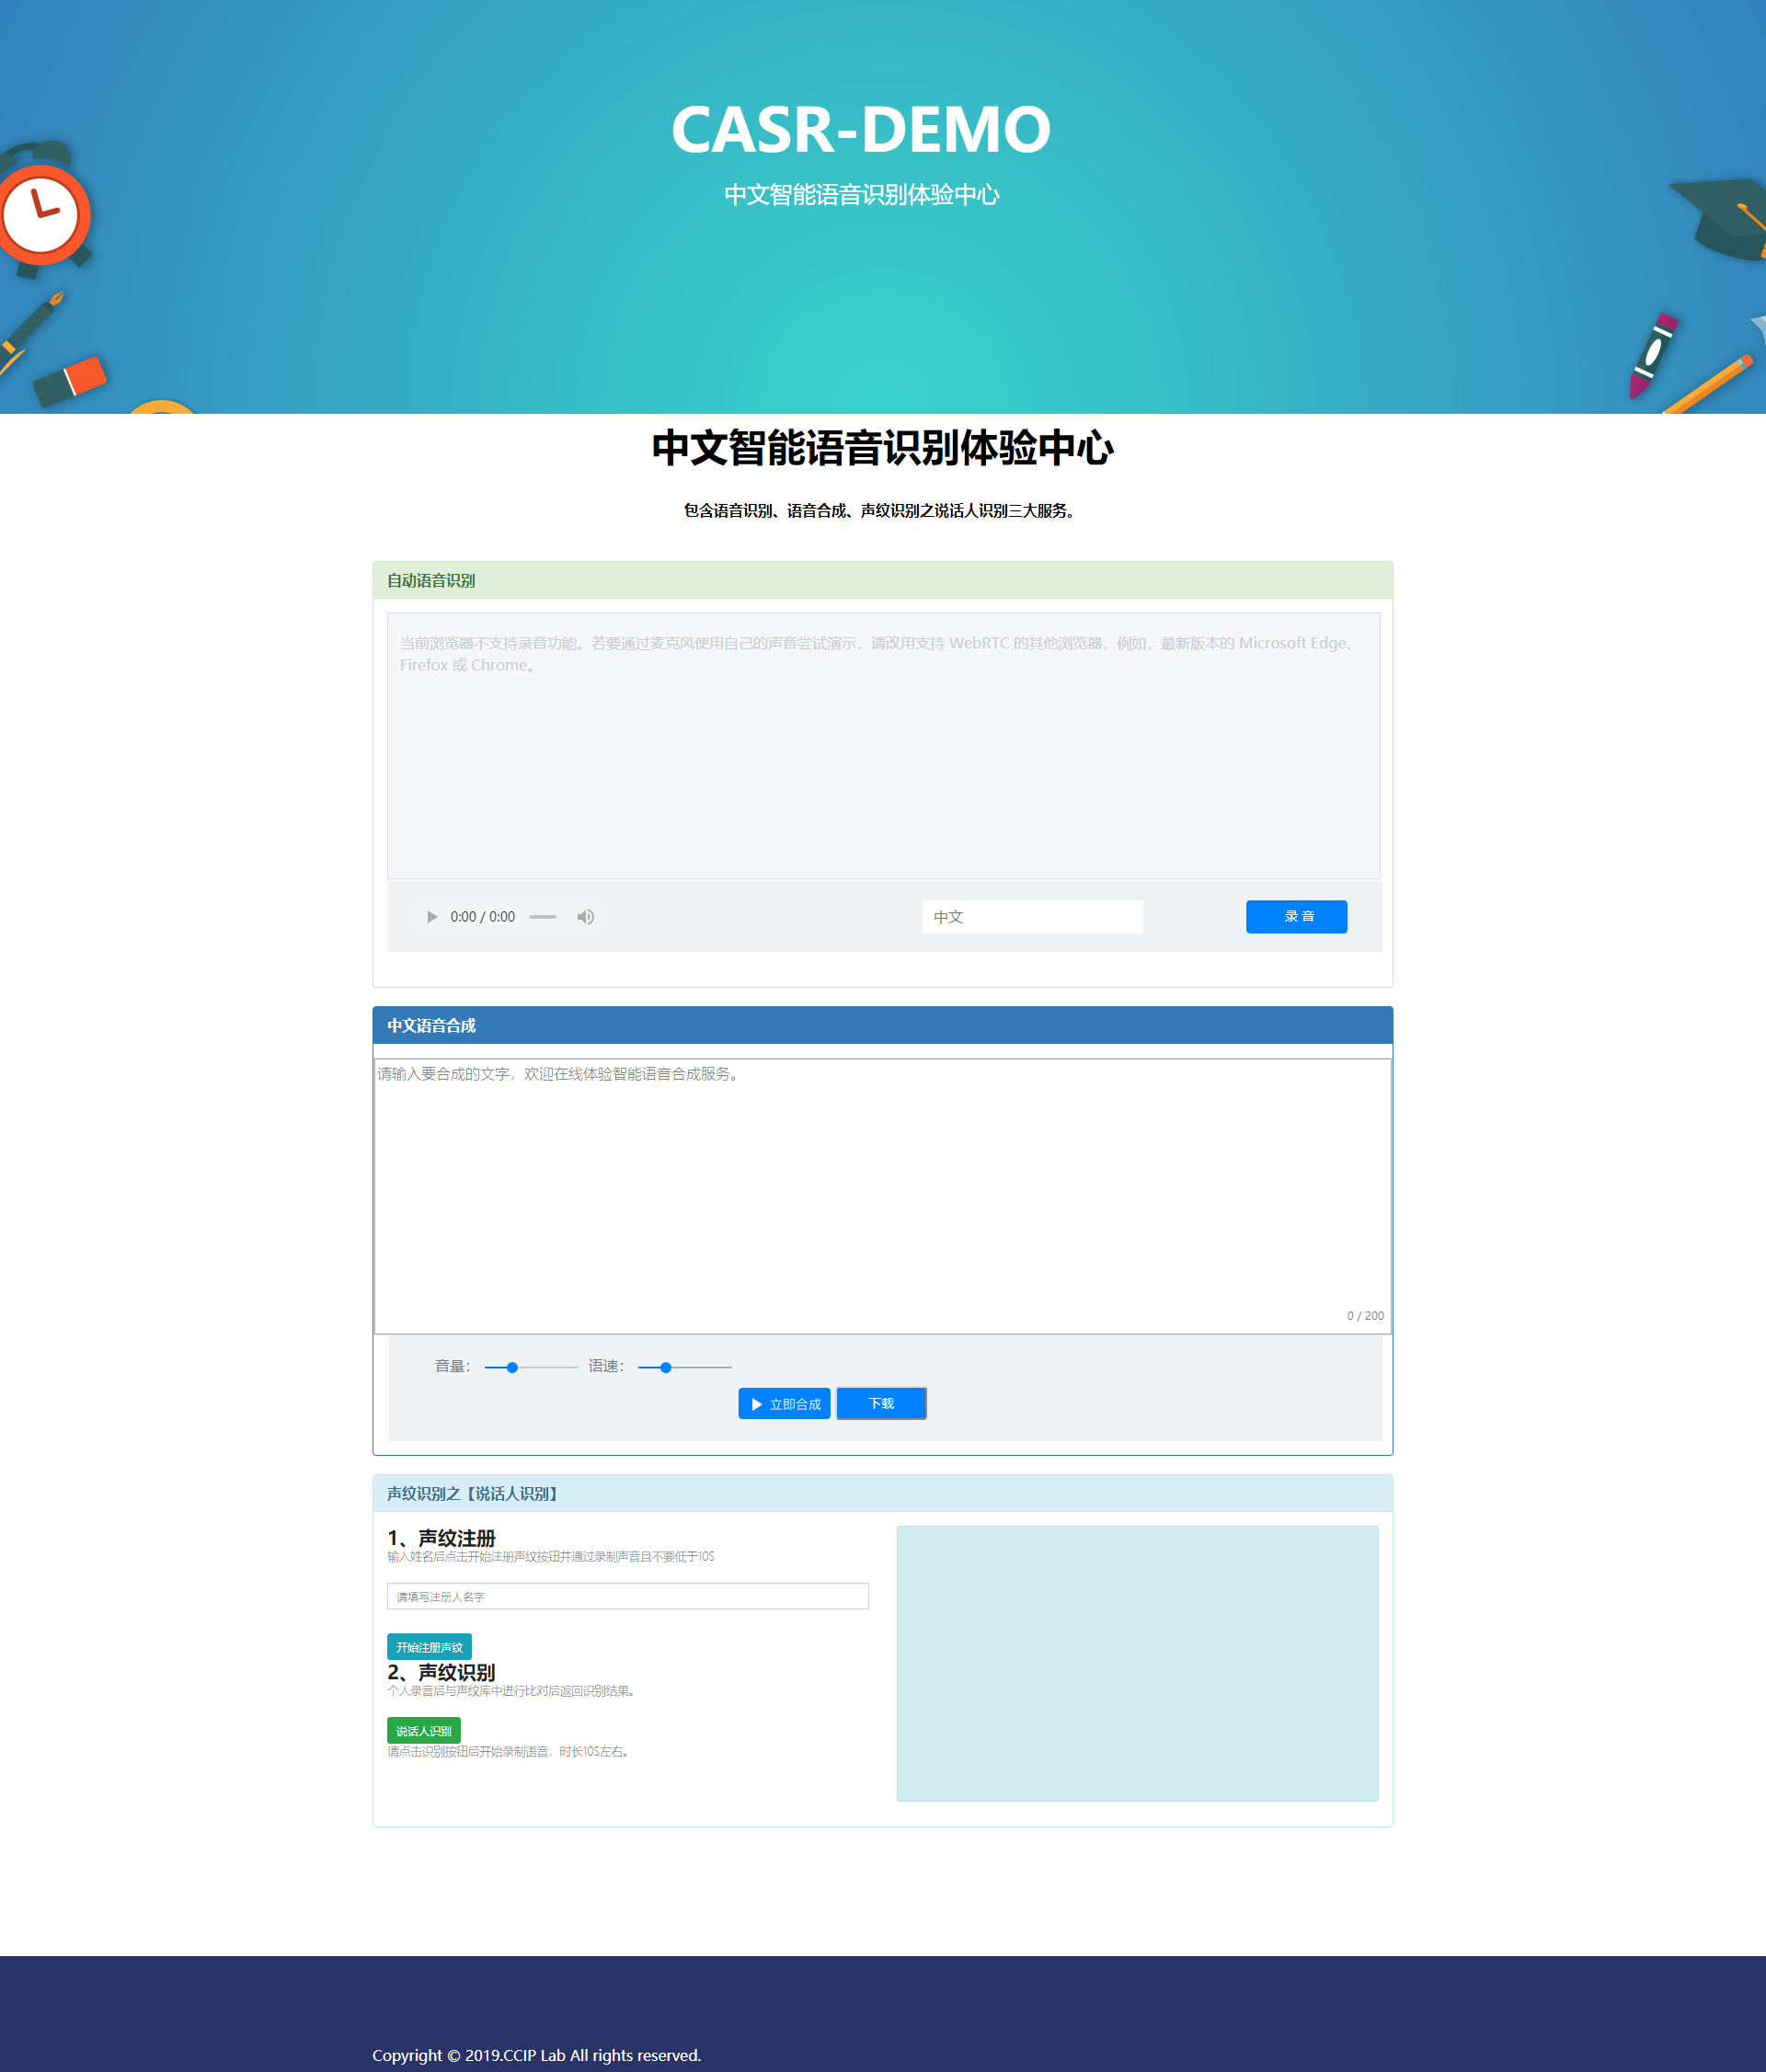 CASR-DEMO
中文智能语音识别体验中心
中文智能语音识别体验中心
包含语音识别、语音合成、声纹识别之说话人识别三大服务。
自动语音识别
当前浏览器不支持录音功能。若要通过麦克风使用自己的声音尝试演示，请改用支持 WebRTC 的其他浏览器，例如，最新版本的 Microsoft Edge、
Firefox 或 Chrome。
0:00 / 0:00
中文
录 音
中文语音合成
请输入要合成的文字，欢迎在线体验智能语音合成服务。
0 / 200
音量： 语速：
立即合成 下载
声纹识别之【说话人识别】
1、声纹注册
输入姓名后点击开始注册声纹按钮并通过录制声音且不要低于10S
请填写注册人名字
开始注册声纹
2、声纹识别
个人录音后与声纹库中进行比对后返回识别结果。
说话人识别
请点击识别按钮后开始录制语音，时长10S左右。
Copyright © 2019.CCIP Lab All rights reserved.